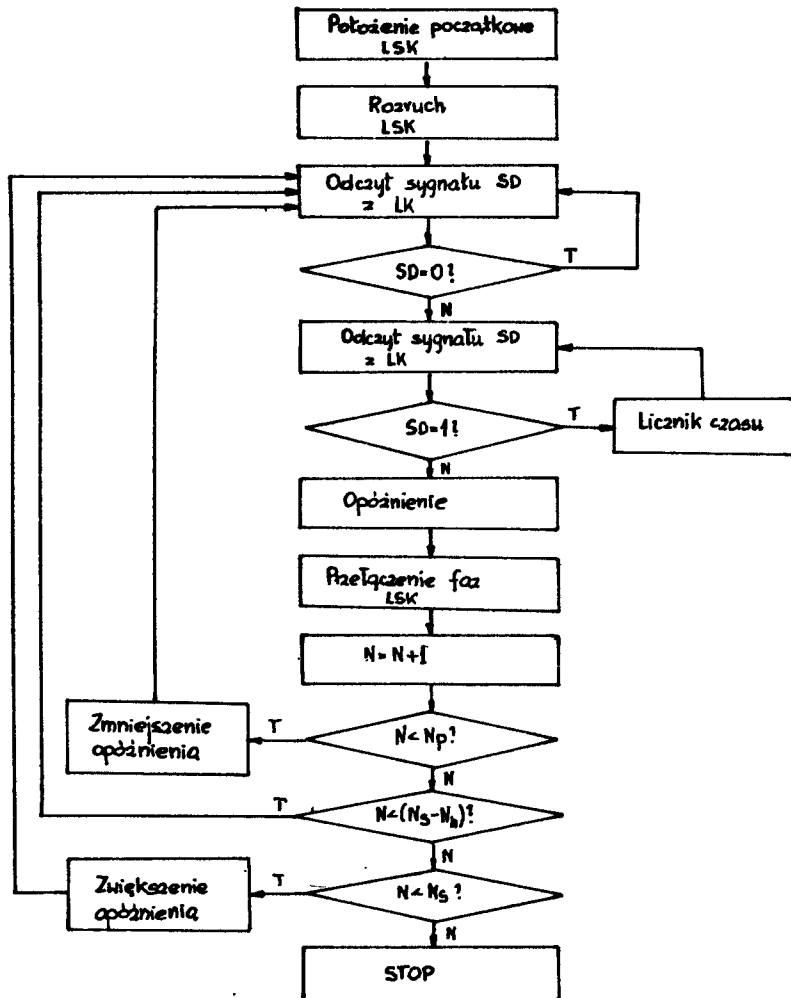 Położenie początkowe
LSK
Rozruch
LSK
Odczyt sygnału SD
z LK
SD=0?
T
N
Odczyt sygnału SD
z LK
SD=1?
T
Licznik czasu
N
Opóźnienie
Przełączenie faz
LSK
N=N+1
N<Np?
T
Zmniejszenie
opóźnienia
N
N<(Ns-Nh)?
T
N
N<Ns?
T
Zwiększenie
opóźnienia
N
STOP